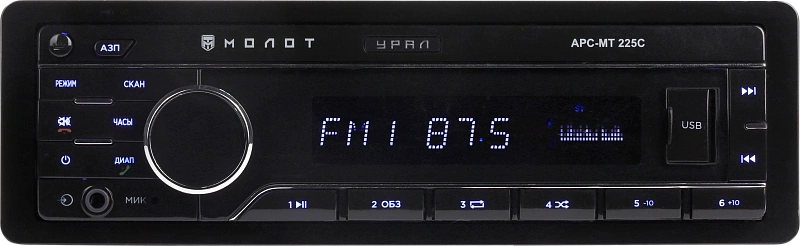 АЗП МОЛОТ УРАЛ АРС-МТ 225С
РЕЖИМ СКАН
ЧАСЫ
FM1 87.5
ST
USB
ДИАП
МИК
1 2 ОБЗ 3 4 5 -10 6 +10